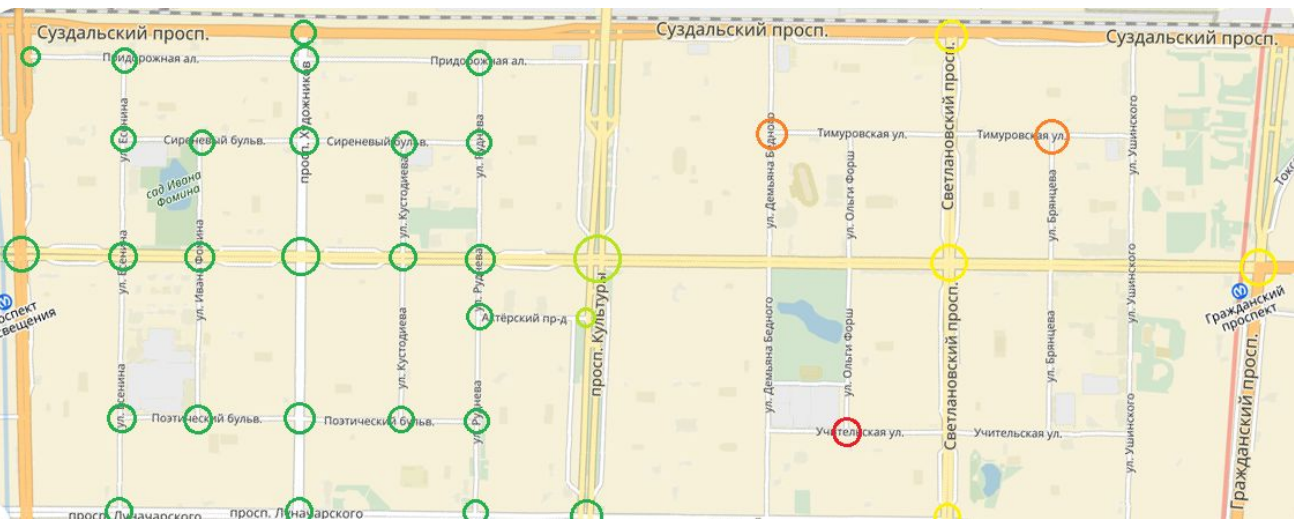 Суздальский просп.
Суздальский просп.
Суздальский просп.
Придорожная ал.
Придорожная ал.
ул. Есенина
просп. Художников
Сиреневый бульв.
Сиреневый бульв.
ул. Руднева
Тимуровская ул.
Тимуровская ул.
ул. Демьяна Бедного
ул. Ольги Форш
Светлановский просп.
ул. Брянцева
ул. Ушинского
сад Ивана
Фомина
ул. Кустодиева
ул. Ивана Фомина
ул. Есенина
ул. Руднева
ул. Ушинского
Гражданский
проспект
Актёрский пр-д
просп. Культуры
ул. Кустодиева
ул. Демьяна Бедного
ул. Ольги Форш
Светлановский просп.
ул. Брянцева
Гражданский просп.
ул. Есенина
Поэтический бульв.
Поэтический бульв.
ул. Руднева
Учительская ул.
Учительская ул.
ул. Ушинского
просп. Луначарского
просп. Луначарского